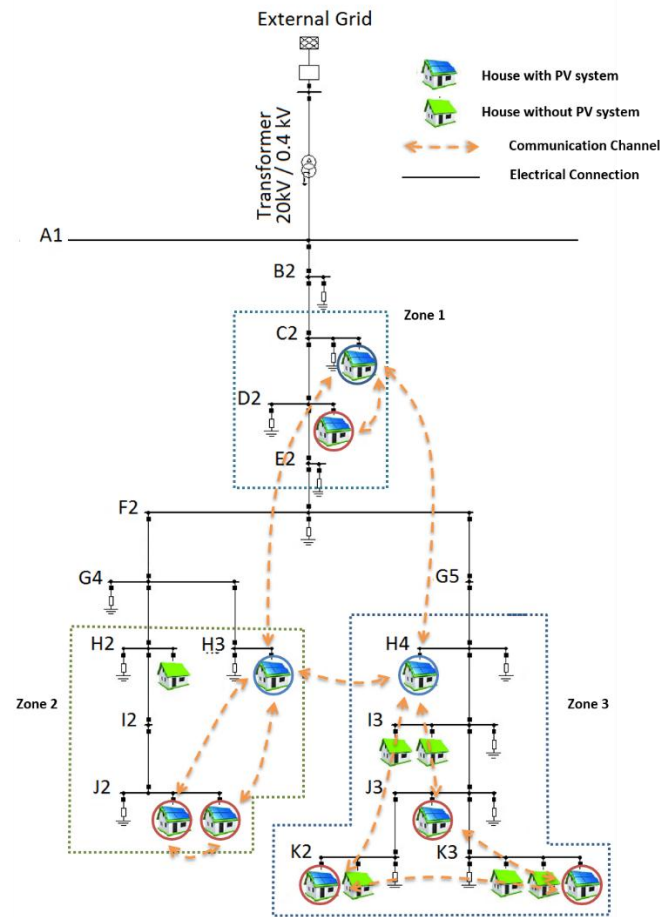 External Grid
House with PV system
House without PV system
Communication Channel
Electrical Connection
Transformer
20kV / 0.4 kV
A1
B2
Zone 1
C2
D2
E2
F2
G4
G5
H2
H3
H4
Zone 2
Zone 3
I2
I3
J2
J3
K2
K3